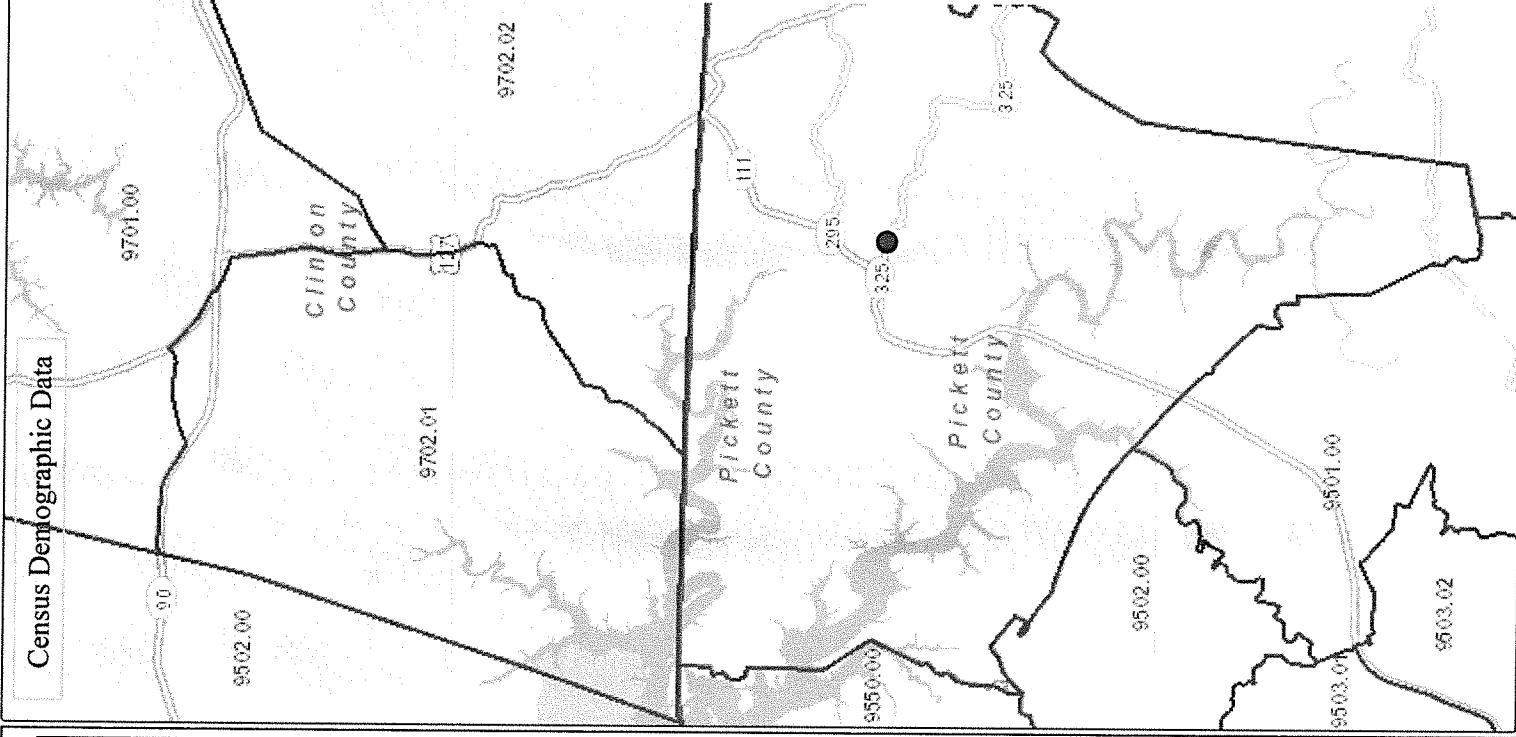 Census Demographic Data
9701.00
90
9502.00
Clinton
County
9702.01
127
9702.02
Pickett
County
111
295
9550.00
325
Pickett
County
325
9502.00
9503.01
9501.00
9503.02